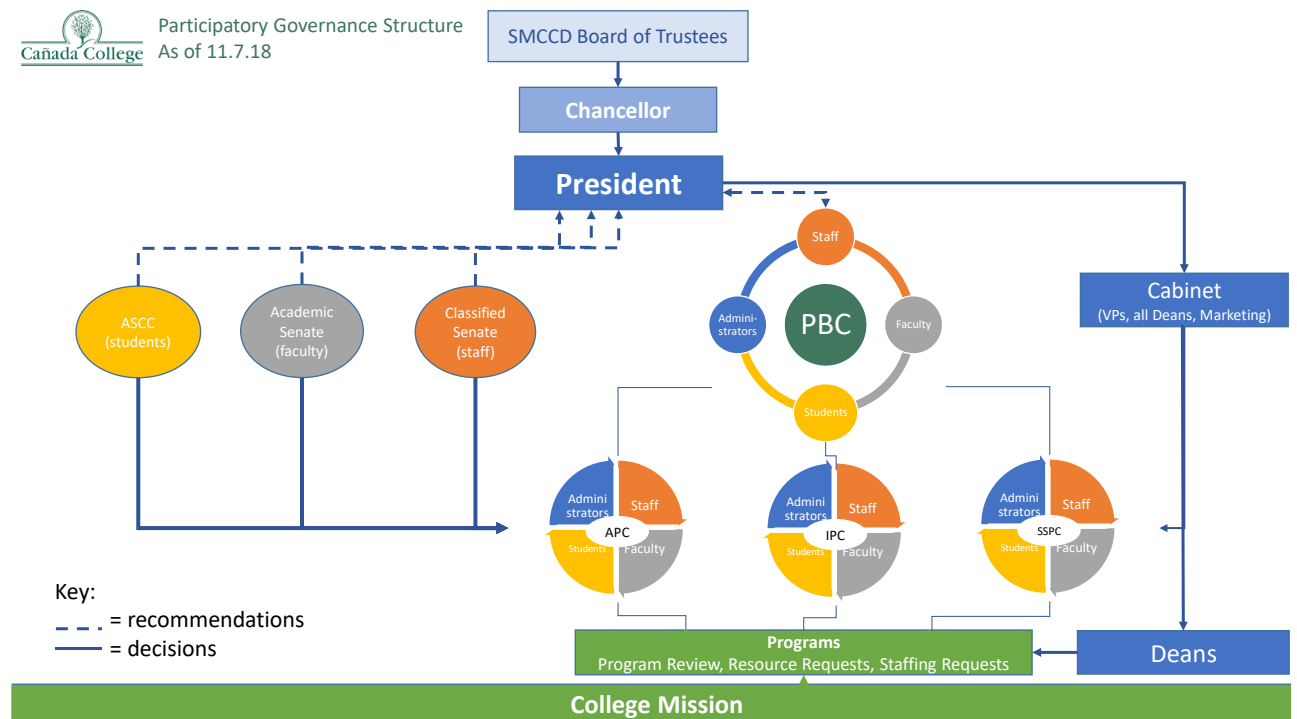 Cañada College
Participatory Governance Structure
As of 11.7.18
SMCCD Board of Trustees
Chancellor
President
Staff
Admini-
strators
PBC
Faculty
Students
Cabinet
(VPs, all Deans, Marketing)
ASCC
(students)
Academic
Senate
(faculty)
Classified
Senate
(staff)
Admini
strators
Staff
APC
Students
Faculty
Admini
strators
Staff
IPC
Students
Faculty
Admini
strators
Staff
SSPC
Students
Faculty
Key:
= recommendations
= decisions
Programs
Program Review, Resource Requests, Staffing Requests
Deans
College Mission